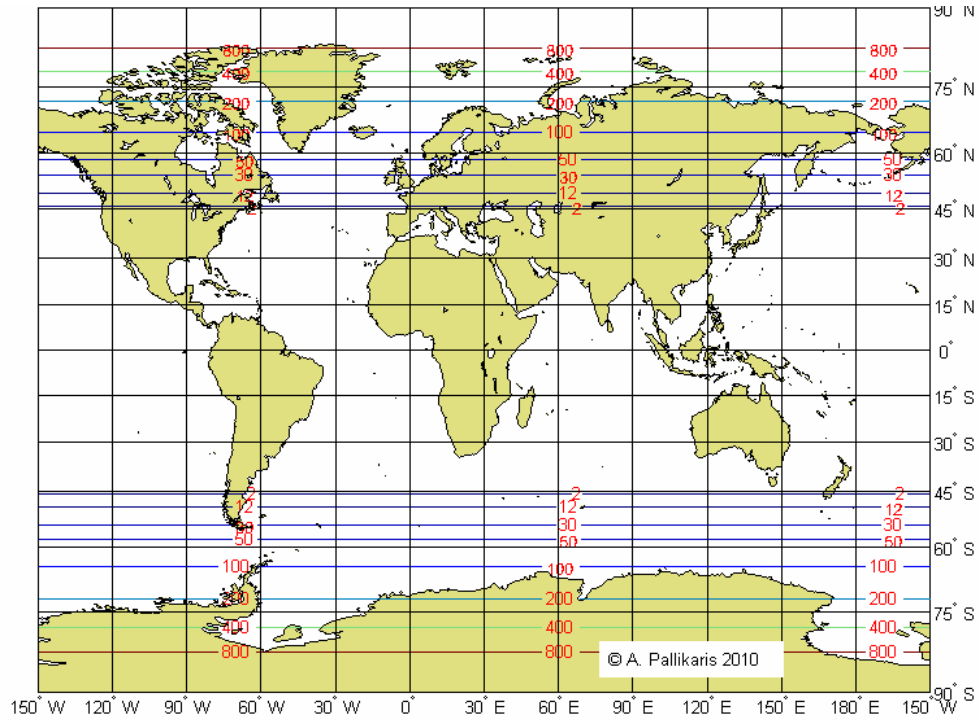 90° N
800 800 800
400 400 400
75° N
200 200 200
100 100 100
60° N
50 50 50
30 30 30
12 12 12
2 2 2
45° N
30° N
15° N
0°
15° S
30° S
45° S
2 2 2
12 12 12
30 30 30
50 50 50
60° S
100 100 100
200 200 200
75° S
400 400 400
800 800 800
© A. Pallikaris 2010
90° S
150° W 120° W 90° W 60° W 30° W 0° 30° E 60° E 90° E 120° E 150° E 180° E 150° W